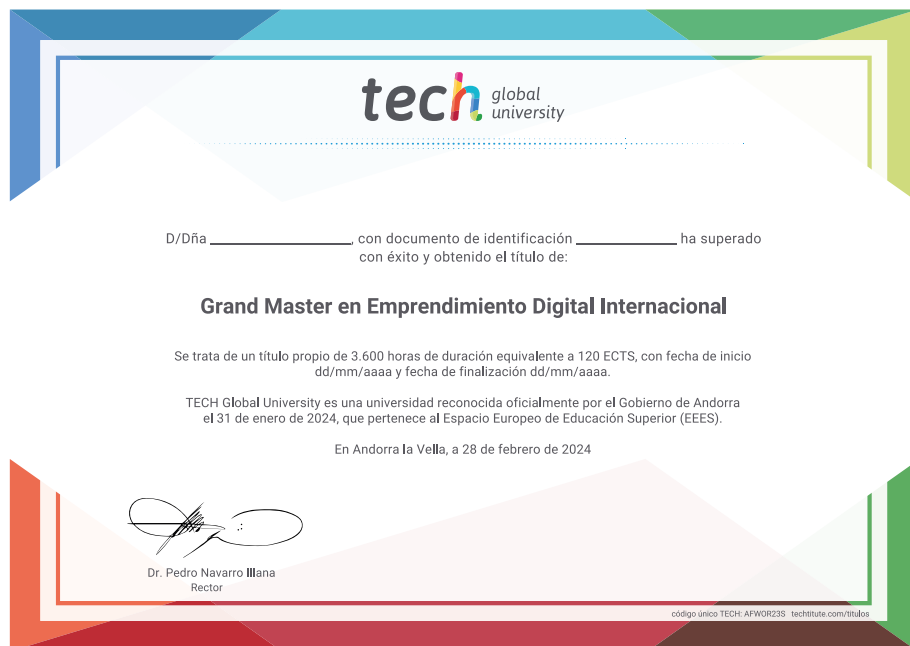 tech global university
D/Dña ____________________, con documento de identificación ______________ ha superado
con éxito y obtenido el título de:
Grand Master en Emprendimiento Digital Internacional
Se trata de un título propio de 3.600 horas de duración equivalente a 120 ECTS, con fecha de inicio
dd/mm/aaaa y fecha de finalización dd/mm/aaaa.
TECH Global University es una universidad reconocida oficialmente por el Gobierno de Andorra
el 31 de enero de 2024, que pertenece al Espacio Europeo de Educación Superior (EEES).
En Andorra la Vella, a 28 de febrero de 2024
Dr. Pedro Navarro Illana
Rector
código único TECH: AFWOR23S techtitute.com/titulos